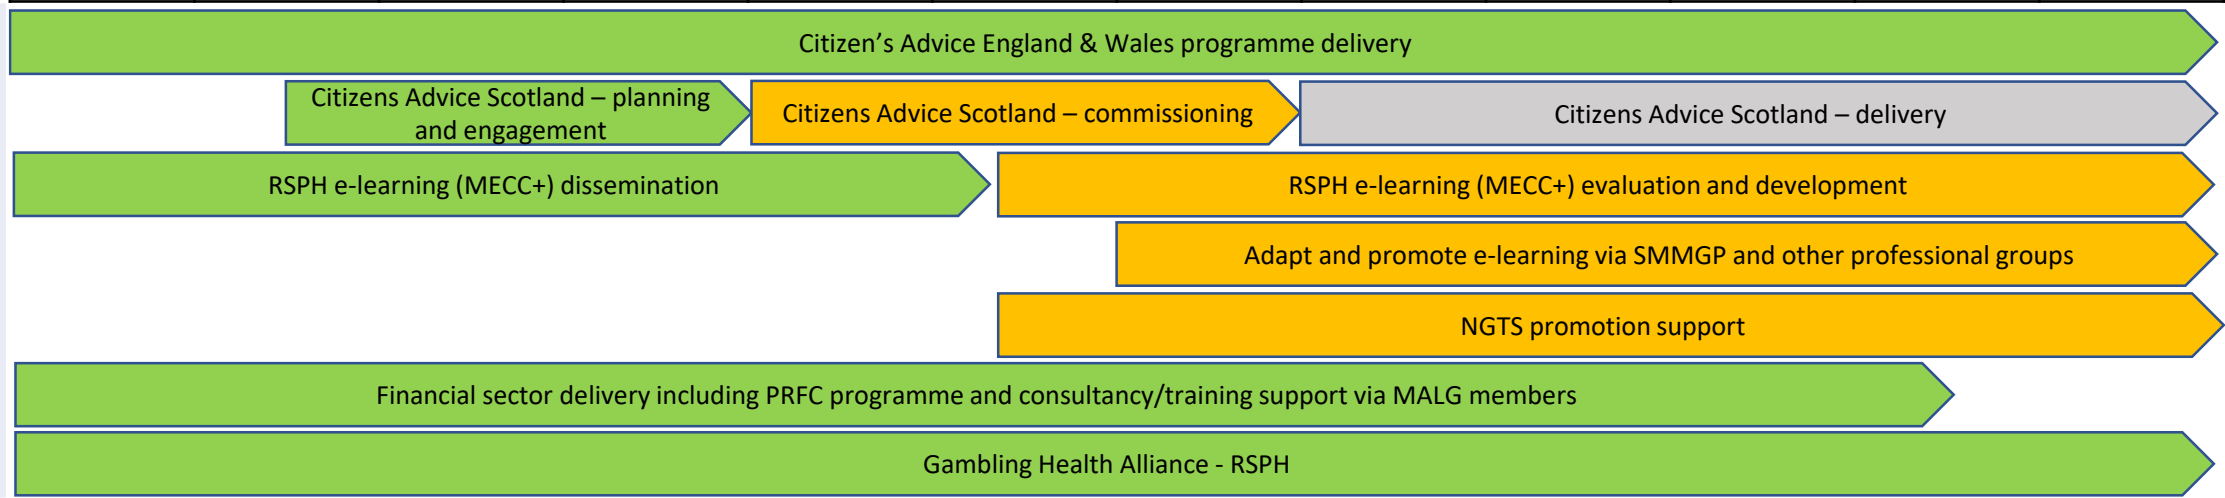 Citizen’s Advice England & Wales programme delivery
Citizens Advice Scotland – planning
and engagement
Citizens Advice Scotland – commissioning
Citizens Advice Scotland – delivery
RSPH e-learning (MECC+) dissemination
RSPH e-learning (MECC+) evaluation and development
Adapt and promote e-learning via SMMGP and other professional groups
NGTS promotion support
Financial sector delivery including PRFC programme and consultancy/training support via MALG members
Gambling Health Alliance - RSPH